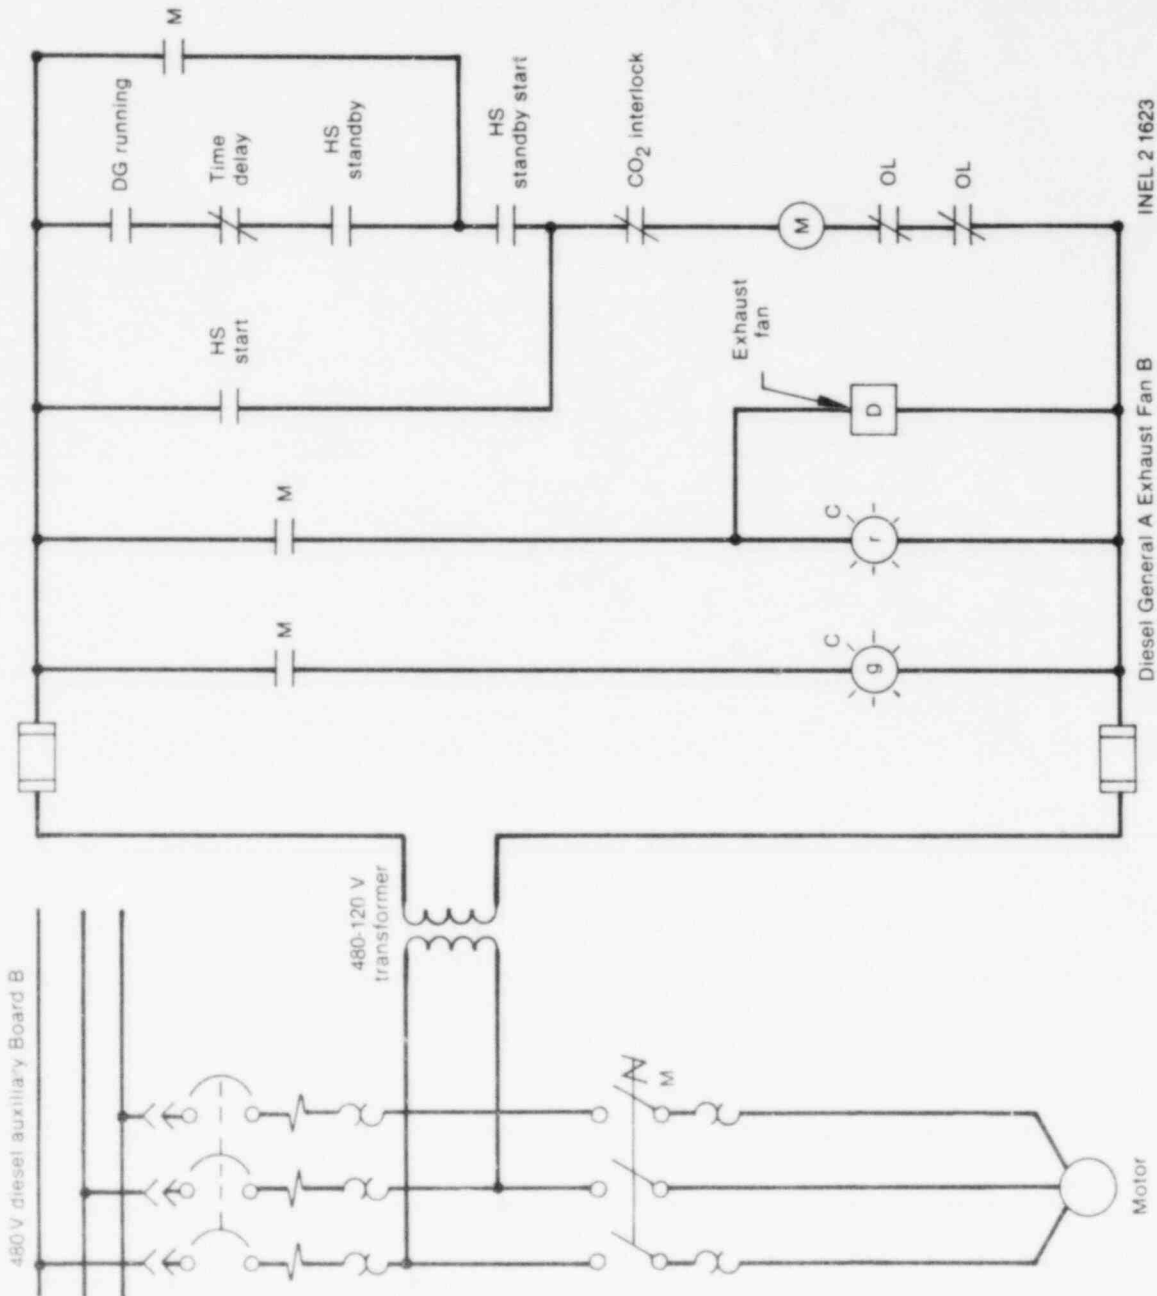 480 V diesel auxiliary Board B
M
DG running
Time
delay
HS
standby
HS
standby start
HS
start
CO2 interlock
M
M
M
OL
OL
Exhaust
fan
D
C
r
C
g
480-120 V
transformer
M
Motor
Diesel General A Exhaust Fan B
INEL 2 1623